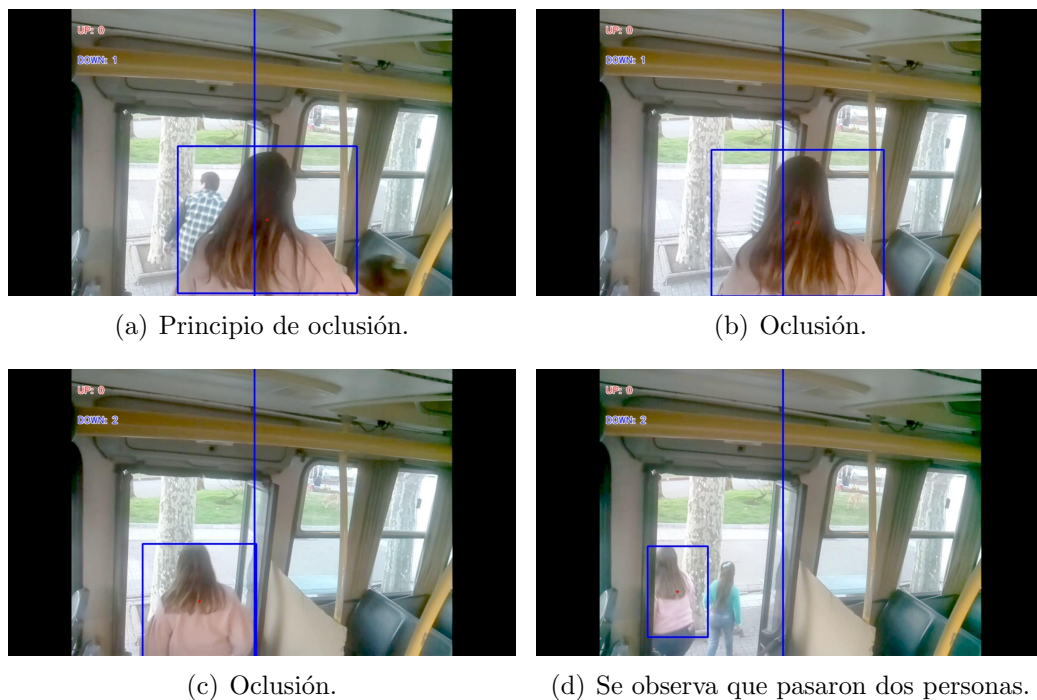 UP: 0
DOWN: 1
UP: 0
DOWN: 1
(a) Principio de oclusión.
(b) Oclusión.
UP: 0
DOWN: 2
UP: 0
DOWN: 2
(c) Oclusión.
(d) Se observa que pasaron dos personas.